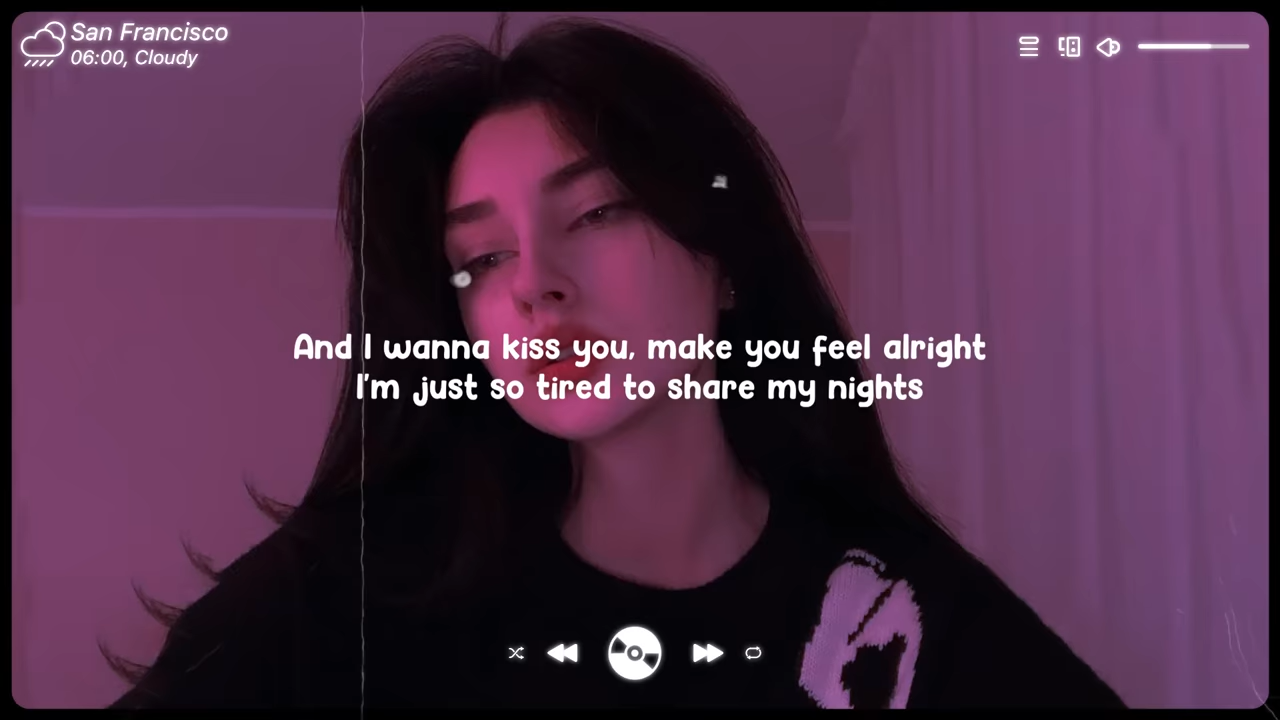 San Francisco
06:00, Cloudy
And I wanna kiss you, make you feel alright
I'm just so tired to share my nights